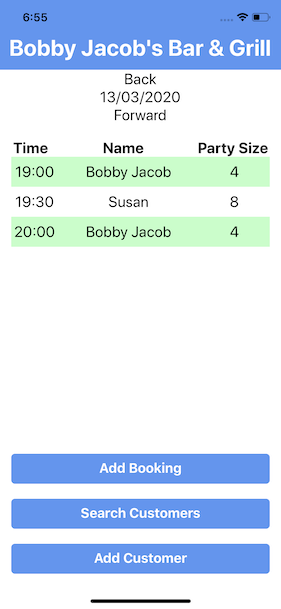 6:55
Bobby Jacob's Bar & Grill
Back
13/03/2020
Forward
Time Name Party Size
19:00 Bobby Jacob 4
19:30 Susan 8
20:00 Bobby Jacob 4
Add Booking
Search Customers
Add Customer